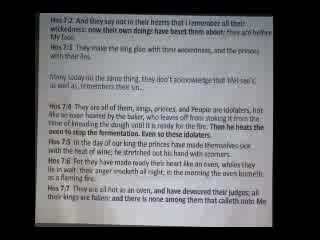 Hos 7:2 And they say not in their hearts that I remember all their
wickedness: now their own doings have beset them about; they are before
My face.
Hos 7:3 They make the king glad with their wickedness, and the princes
with their lies.
Many today do the same thing, they don't acknowledge that
as well as, remembers their sin...
Hos 7:4 They are all of them, kings, princes, and People are idolaters, hot
like an oven heated by the baker, who leaves off from stoking it from the
time of kneading the dough until it is ready for the fire. Then he heats the
oven to stop the fermentation. Even so these idolaters.
Hos 7:5 In the day of our king the princes have made themselves sick
with the heat of wine; he stretched out his hand with scorners.
Hos 7:6 For they have made ready their heart like an oven, whiles they
lie in wait: their anger smoketh all night; in the morning the oven burneth
as a flaming fire.
Hos 7:7 They are all hot as an oven, and have devoured their judges; all
their kings are fallen: and there is none among them that calleth unto Me